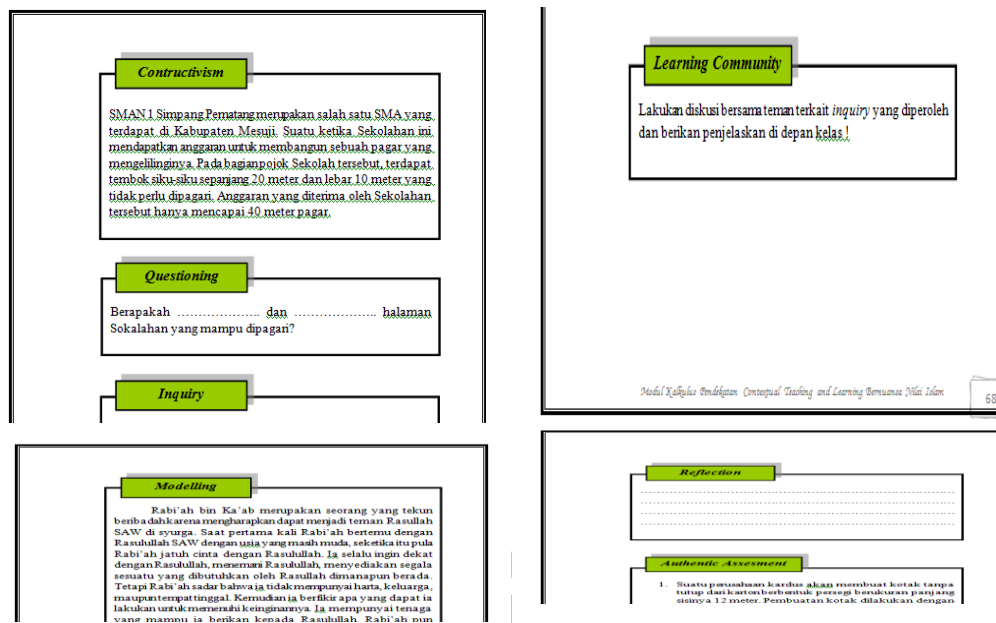 Contructivism
SMAN 1 Simpang Pematang merupakan salah satu SMA yang
terdapat di Kabupaten Mesuji. Suatu ketika Sekolahan ini
mendapatkan anggaran untuk membangun sebuah pagar yang
mengelilinginya. Pada bagian pojok Sekolah tersebut, terdapat
tembok siku-siku sepanjang 20 meter dan lebar 10 meter yang
tidak perlu dipagari. Anggaran yang diterima oleh Sekolahan
tersebut hanya mencapai 40 meter pagar.
Questioning
Berapakah ..................... dan ..................... halaman
Sokalahan yang mampu dipagari?
Inquiry
Learning Community
Lakukan diskusi bersama teman terkait inquiry yang diperoleh
dan berikan penjelaskan di depan kelas !
Modul Kalkulus Pendekatan Contextual Teaching and Learning Bernuansa Nilai Islam
68
Modelling
Rabi'ah bin Ka'ab merupakan seorang yang tekun
beribadah karena mengharapkan dapat menjadi teman Rasullah
SAW di syurga. Saat pertama kali Rabi'ah bertemu dengan
Rasulullah SAW dengan usia yang masih muda, seketika itu pula
Rabi'ah jatuh cinta dengan Rasulullah. Ia selalu ingin dekat
dengan Rasulullah, menemani Rasulullah, menyediakan segala
sesuatu yang dibutuhkan oleh Rasullah dimanapun berada.
Tetapi Rabi'ah sadar bahwa ia tidak mempunyai harta, keluarga,
maupun tempat tinggal. Kemudian ia berfikir apa yang dapat ia
lakukan untuk memenuhi keinginannya. Ia mempunyai tenaga
yang mampu ia berikan kepada Rasulullah. Rabi'ah pun
Reflection
Authentic Assesment
1. Suatu perusahaan kardus akan membuat kotak tanpa
tutup dari karton berbentuk persegi berukuran panjang
sisinya 12 meter. Pembuatan kotak dilakukan dengan